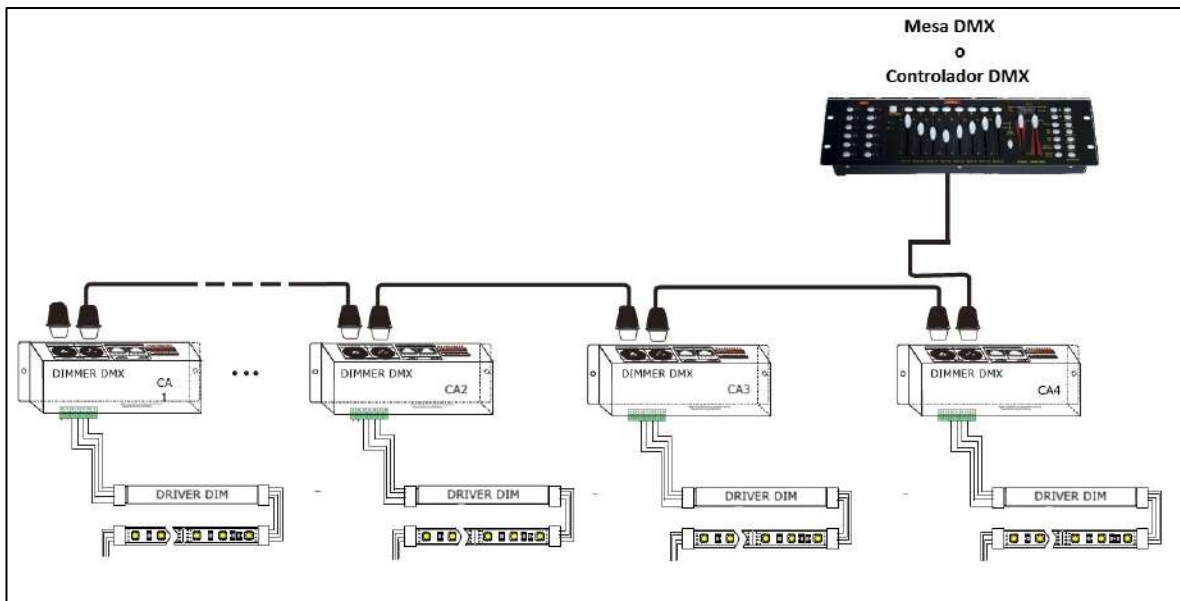 Mesa DMX
o
Controlador DMX
DIMMER DMX
CA
1
DIMMER DMX
CA2
DIMMER DMX
CA3
DIMMER DMX
CA4
DRIVER DIM
DRIVER DIM
DRIVER DIM
DRIVER DIM